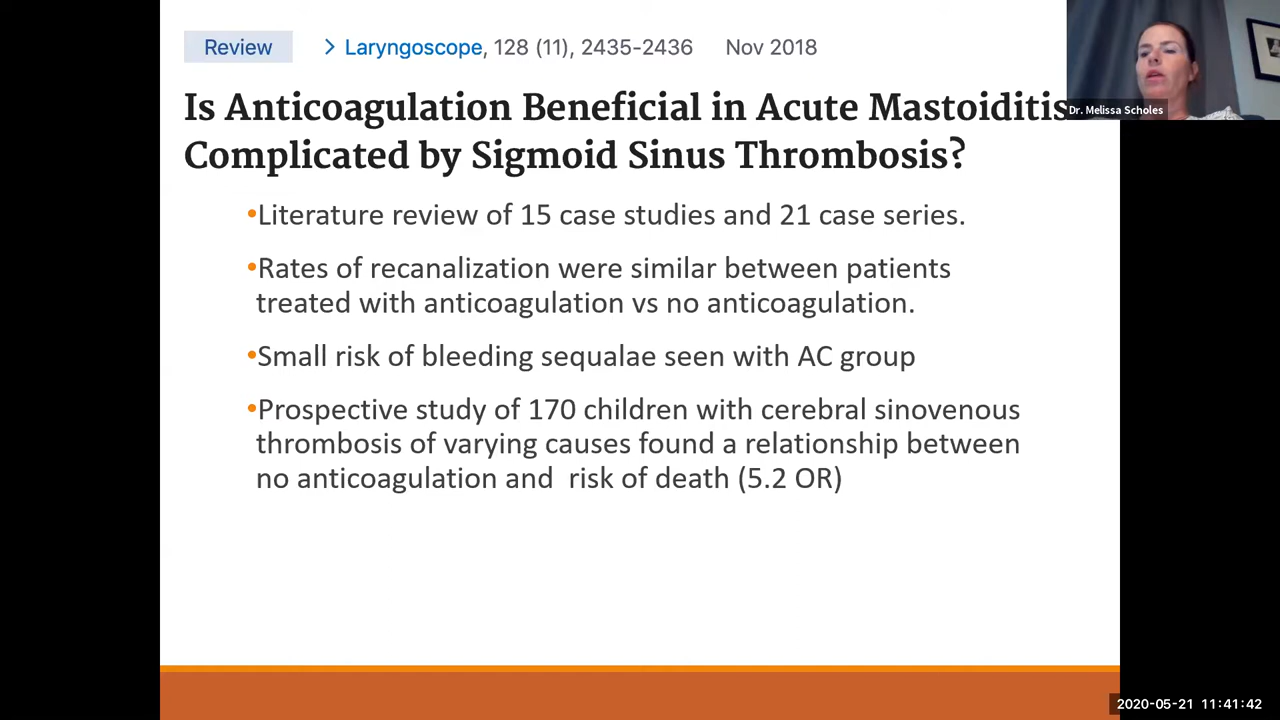 Review > Laryngoscope, 128 (11), 2435-2436 Nov 2018
Is Anticoagulation Beneficial in Acute Mastoiditis
Complicated by Sigmoid Sinus Thrombosis?
Dr. Melissa Scholes
•Literature review of 15 case studies and 21 case series.
•Rates of recanalization were similar between patients
treated with anticoagulation vs no anticoagulation.
•Small risk of bleeding sequalae seen with AC group
•Prospective study of 170 children with cerebral sinovenous
thrombosis of varying causes found a relationship between
no anticoagulation and risk of death (5.2 OR)
2020-05-21 11:41:42